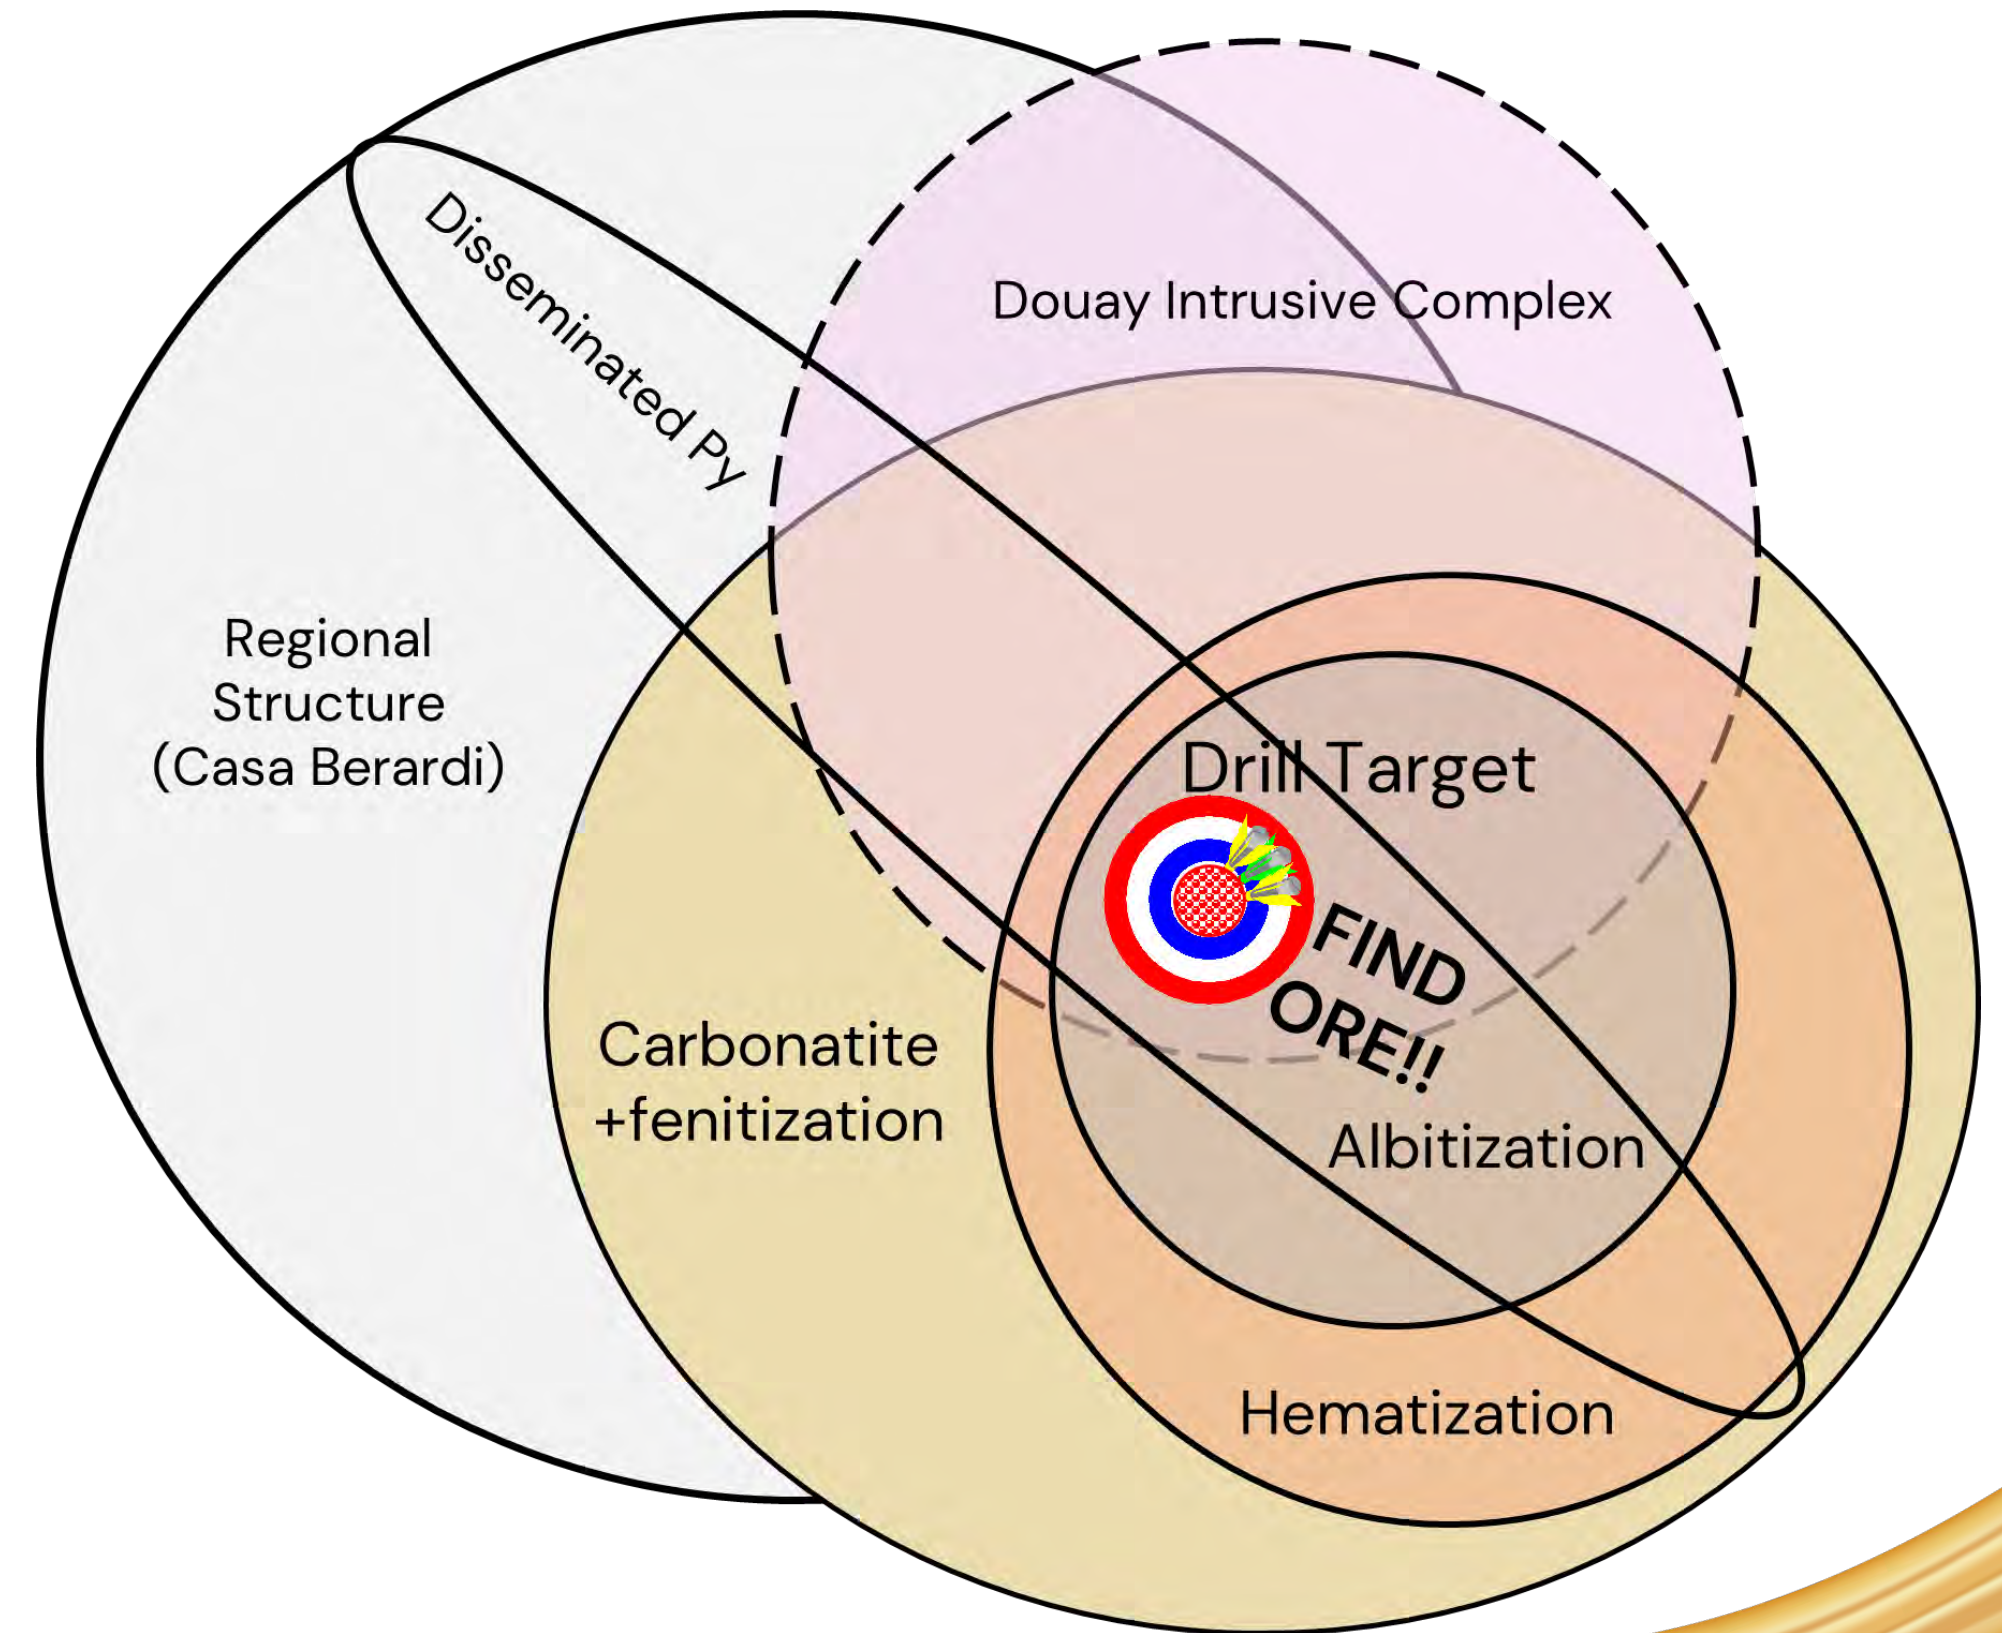 Disseminated Py
Douay Intrusive Complex
Regional
Structure
(Casa Berardi)
Drill Target
FIND
ORE!!
Carbonatite
+fenitization
Albitization
Hematization